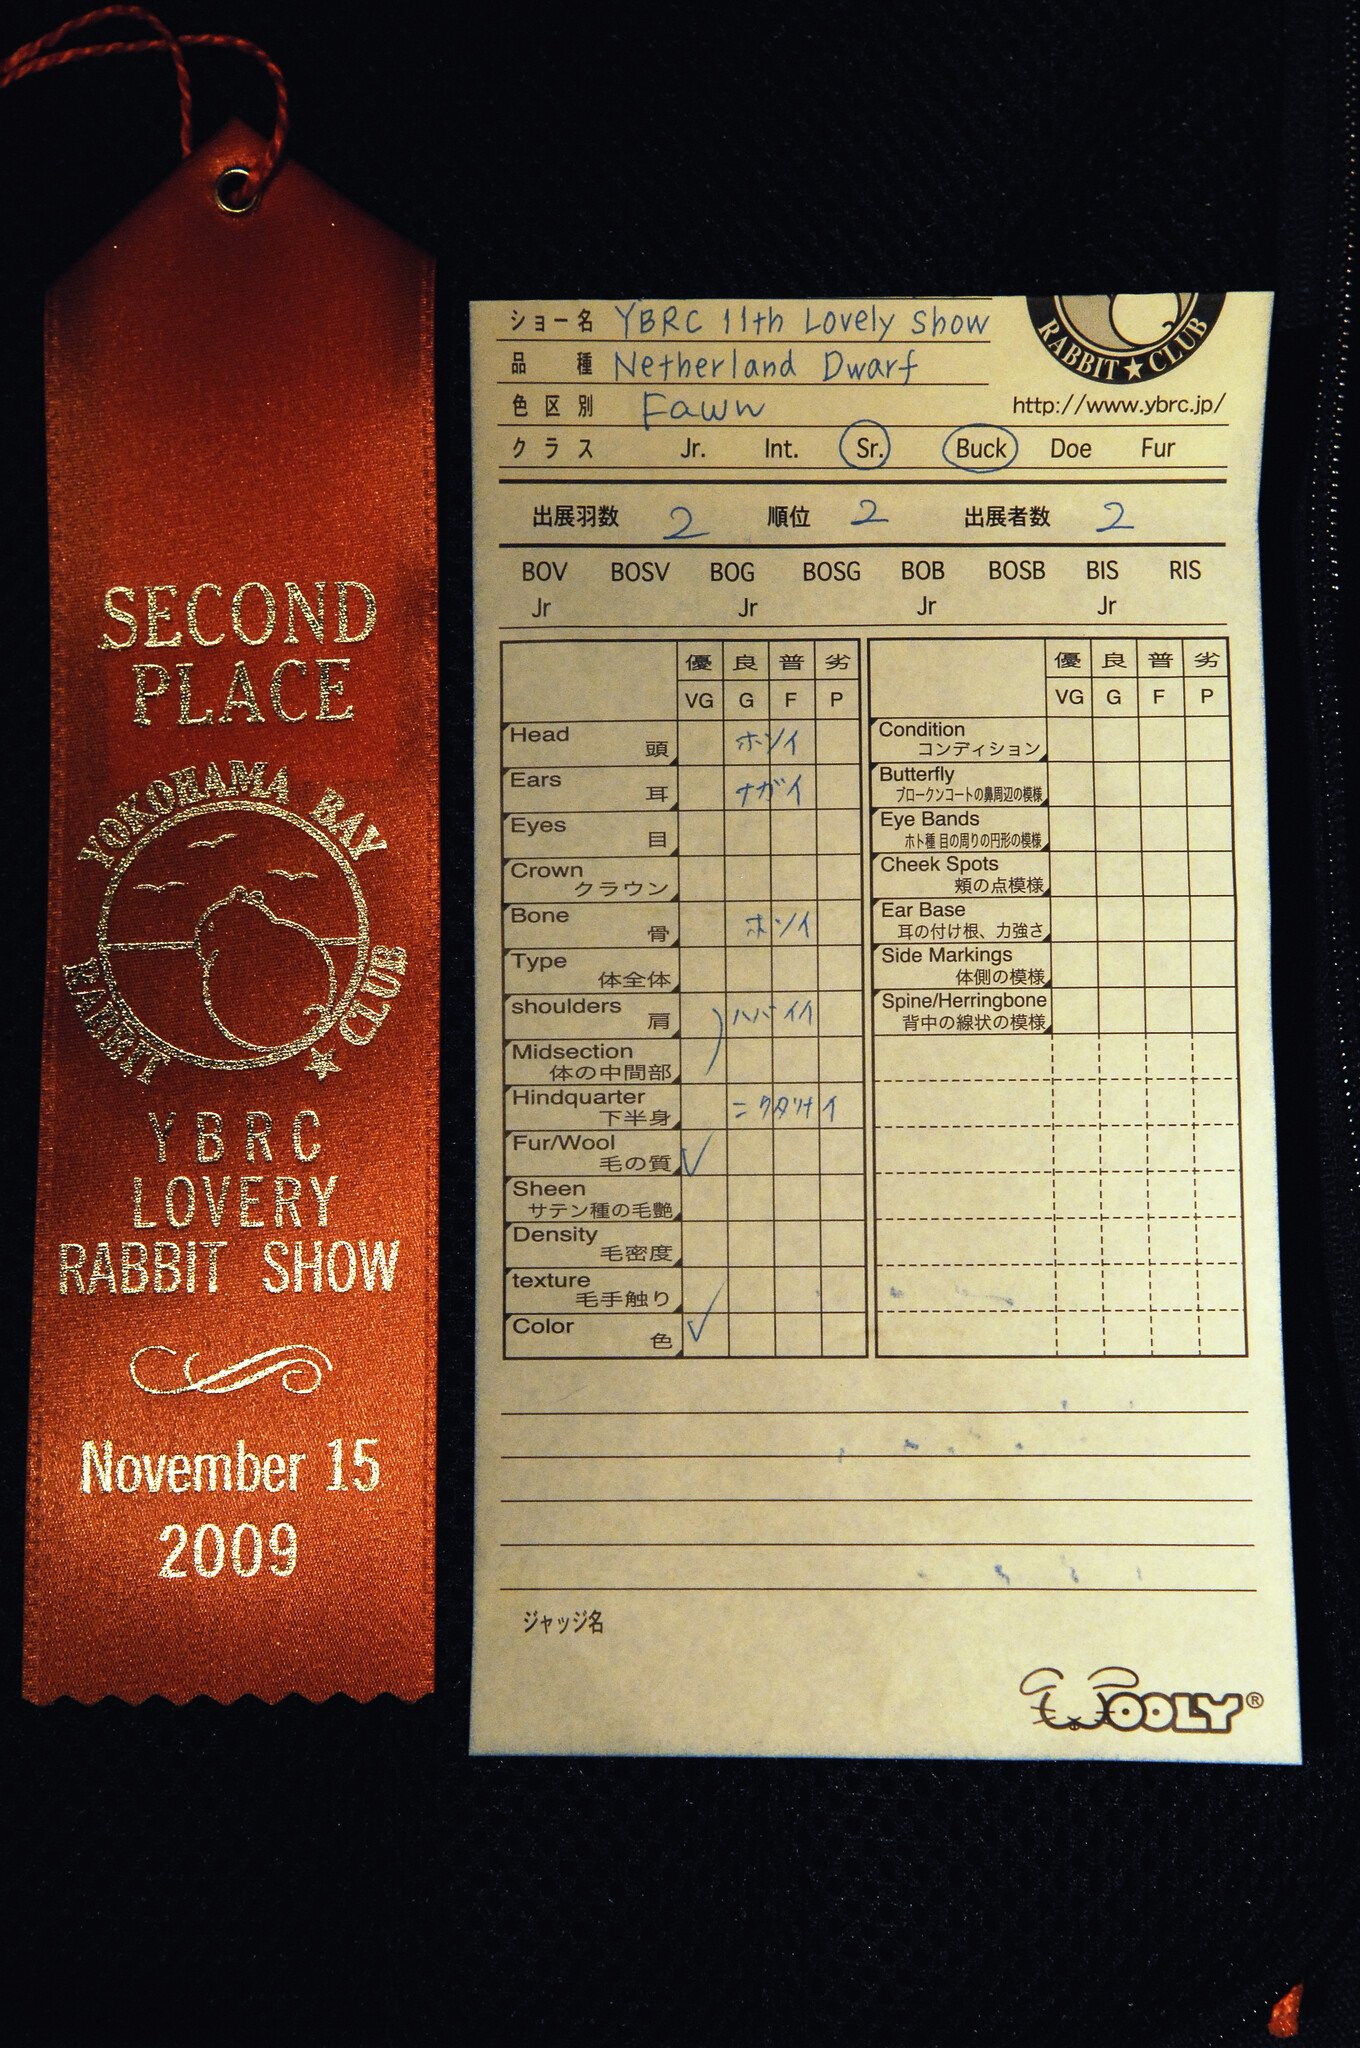 SECOND
PLACE
YOKOHAMA BAY
RABBIT CLUB
YBRC
LOVERY
RABBIT SHOW
November 15
2009
ショー名 YBRC 11th Lovely Show
品種 Netherland Dwarf
色区別 Fawn
RABBIT★CLUB
http://www.ybrc.jp/
クラス Jr. Int. Sr. Buck Doe Fur
出展羽数 2 順位 2 出展者数 2
BOV BOSV BOG BOSG BOB BOSB BIS RIS
Jr Jr Jr Jr
優 良 普 劣
VG G F P
Head
頭 ホソイ
Ears
耳 ナガイ
Eyes
目
Crown
クラウン
Bone
骨 ホソイ
Type
体全体
shoulders
肩 ハバイイ
Midsection
体の中間部
Hindquarter
下半身 ニクタリナイ
Fur/Wool
毛の質 ✓
Sheen
サテン種の毛艶
Density
毛密度
texture
毛手触り
Color
色 ✓
優 良 普 劣
VG G F P
Condition
コンディション
Butterfly
ブロークンコートの鼻周辺の模様
Eye Bands
ホト種 目の周りの円形の模様
Cheek Spots
頬の点模様
Ear Base
耳の付け根、力強さ
Side Markings
体側の模様
Spine/Herringbone
背中の線状の模様
ジャッジ名
WOOLY®